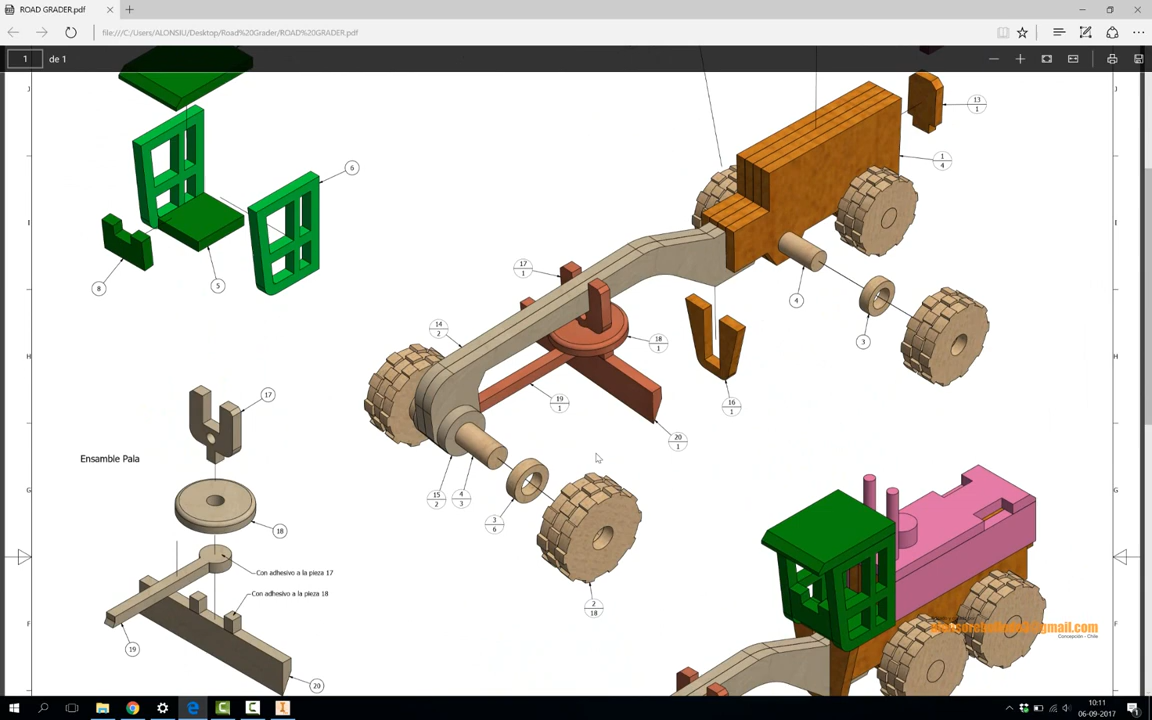 ROAD GRADER.pdf
file:///C:/Users/ALONSIU/Desktop/Road%20Grader/ROAD%20GRADER.pdf
1 de 1
J
J
13
1
1
4
6
8
5
I
I
17
1
4
3
14
2
18
1
H
H
16
1
19
1
20
1
17
Ensamble Pala
15
2
4
3
3
6
G
G
18
Con adhesivo a la pieza 17
Con adhesivo a la pieza 18
2
18
F
F
19
20
@gmail.com
Concepción - Chile
10:11
06-09-2017